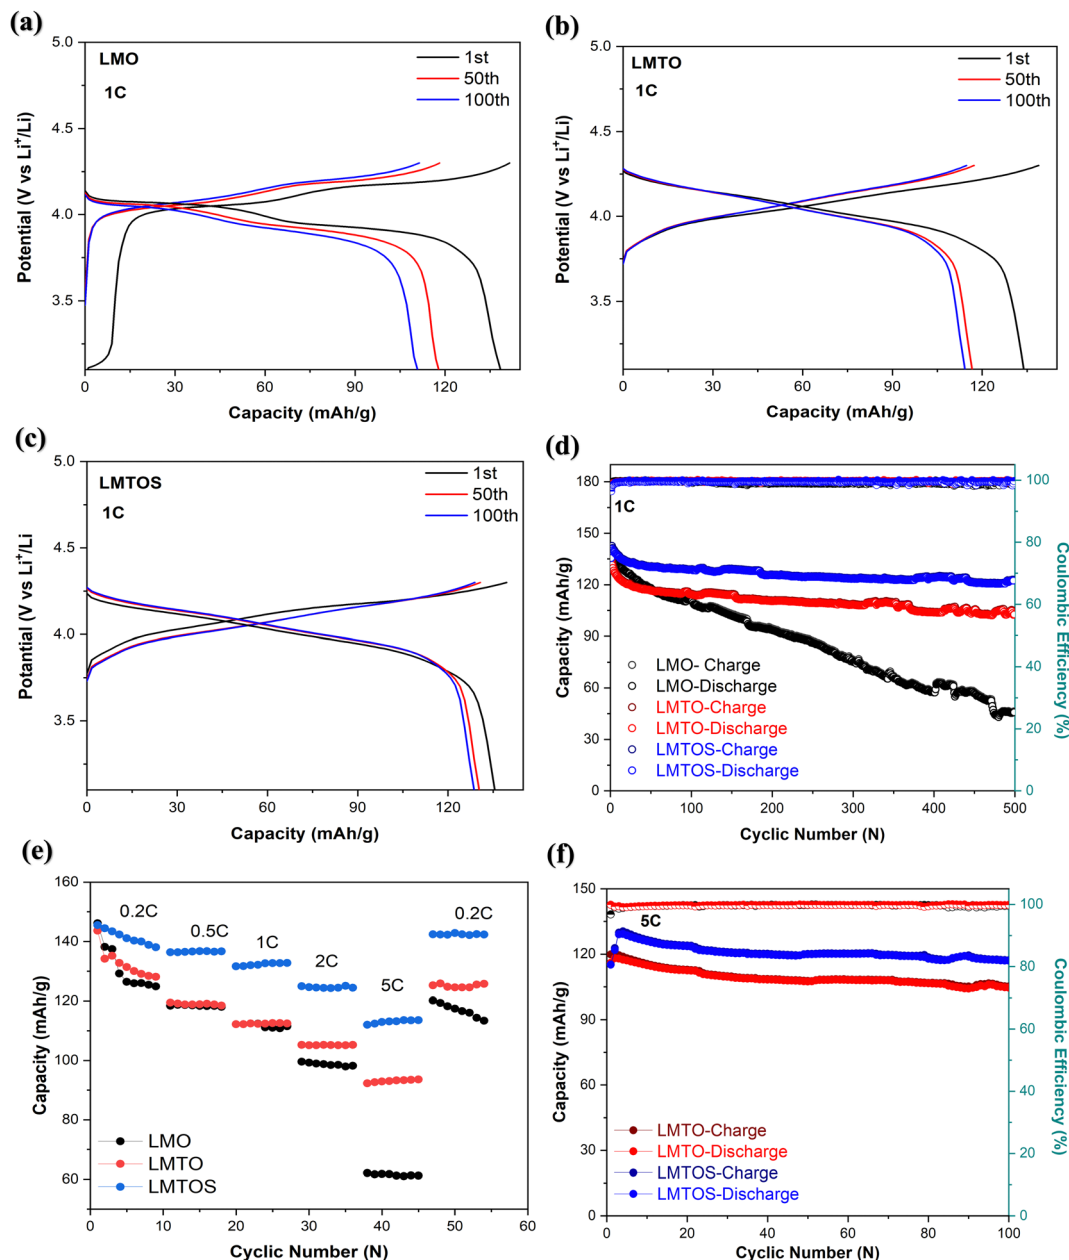 (a)
LMO
1C
1st
50th
100th
5.0
4.5
4.0
3.5
Potential (V vs Li⁺/Li)
0
30
60
90
120
Capacity (mAh/g)
(b)
LMTO
1C
1st
50th
100th
5.0
4.5
4.0
3.5
Potential (V vs Li⁺/Li)
0
30
60
90
120
Capacity (mAh/g)
(c)
LMTOS
1C
1st
50th
100th
5.0
4.5
4.0
3.5
Potential (V vs Li⁺/Li
0
30
60
90
120
Capacity (mAh/g)
(d)
1C
180
150
120
90
60
30
0
Capacity (mAh/g)
LMO- Charge
LMO-Discharge
LMTO-Charge
LMTO-Discharge
LMTOS-Charge
LMTOS-Discharge
100
80
60
40
20
0
Coulombic Efficiency (%)
0
100
200
300
400
500
Cyclic Number (N)
(e)
160
140
120
100
80
60
Capacity (mAh/g)
0.2C
0.5C
1C
2C
5C
0.2C
LMO
LMTO
LMTOS
0
10
20
30
40
50
60
Cyclic Number (N)
(f)
5C
150
120
90
60
30
0
Capacity (mAh/g)
LMTO-Charge
LMTO-Discharge
LMTOS-Charge
LMTOS-Discharge
100
80
60
40
20
0
Coulombic Efficiency (%)
0
20
40
60
80
100
Cyclic Number (N)